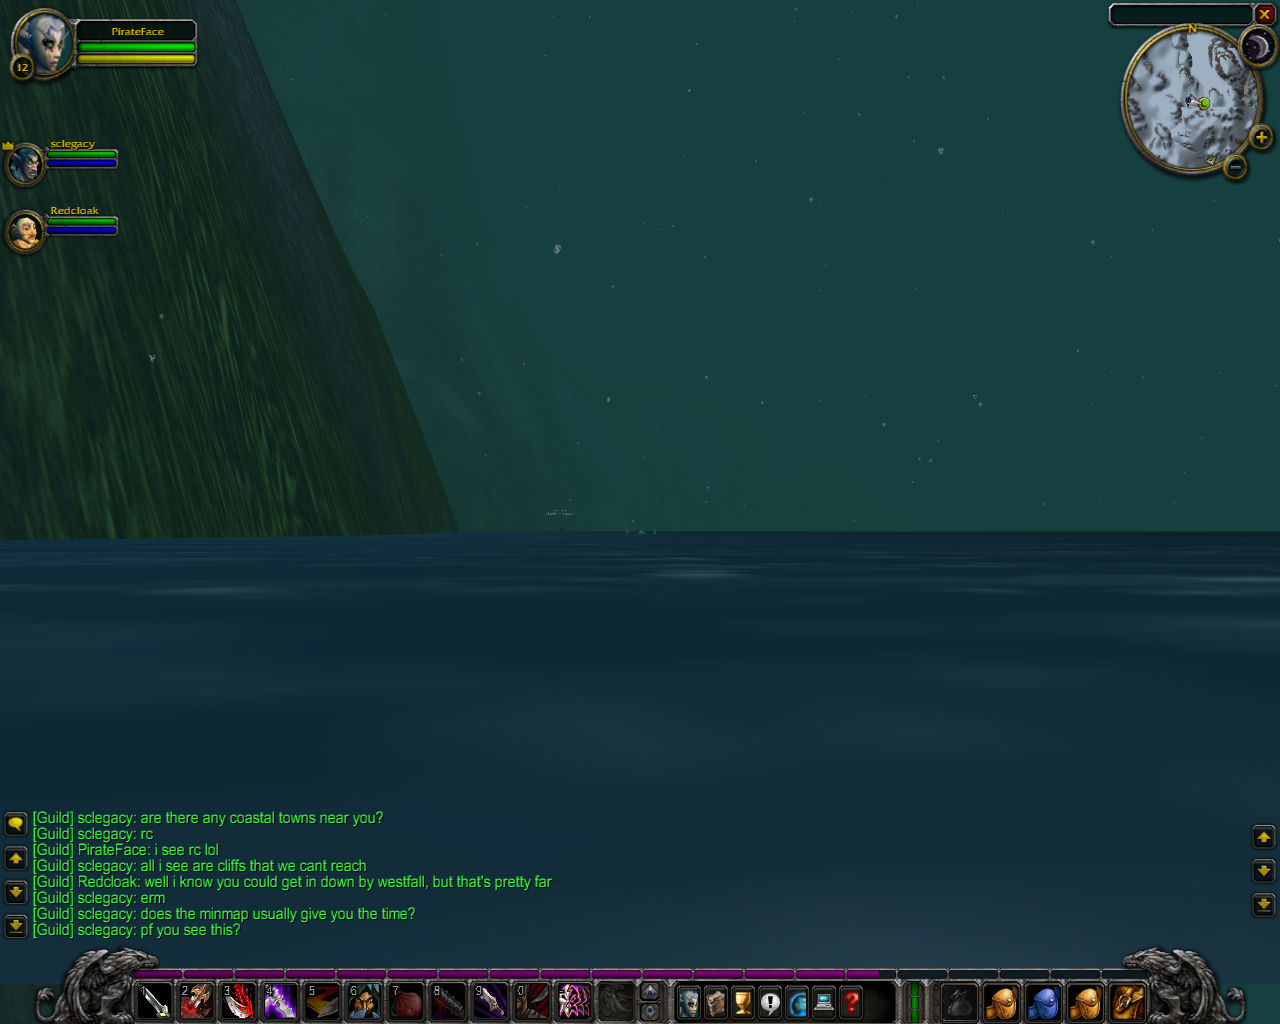 PirateFace
12
N
sclegacy
Redcloak
[Guild] sclegacy: are there any coastal towns near you?
[Guild] sclegacy: rc
[Guild] PirateFace: i see rc lol
[Guild] sclegacy: all i see are cliffs that we cant reach
[Guild] Redcloak: well i know you could get in down by westfall, but that's pretty far
[Guild] sclegacy: erm
[Guild] sclegacy: does the minmap usually give you the time?
[Guild] sclegacy: pf you see this?
1 2 3 4 5 6 7 8 9 0